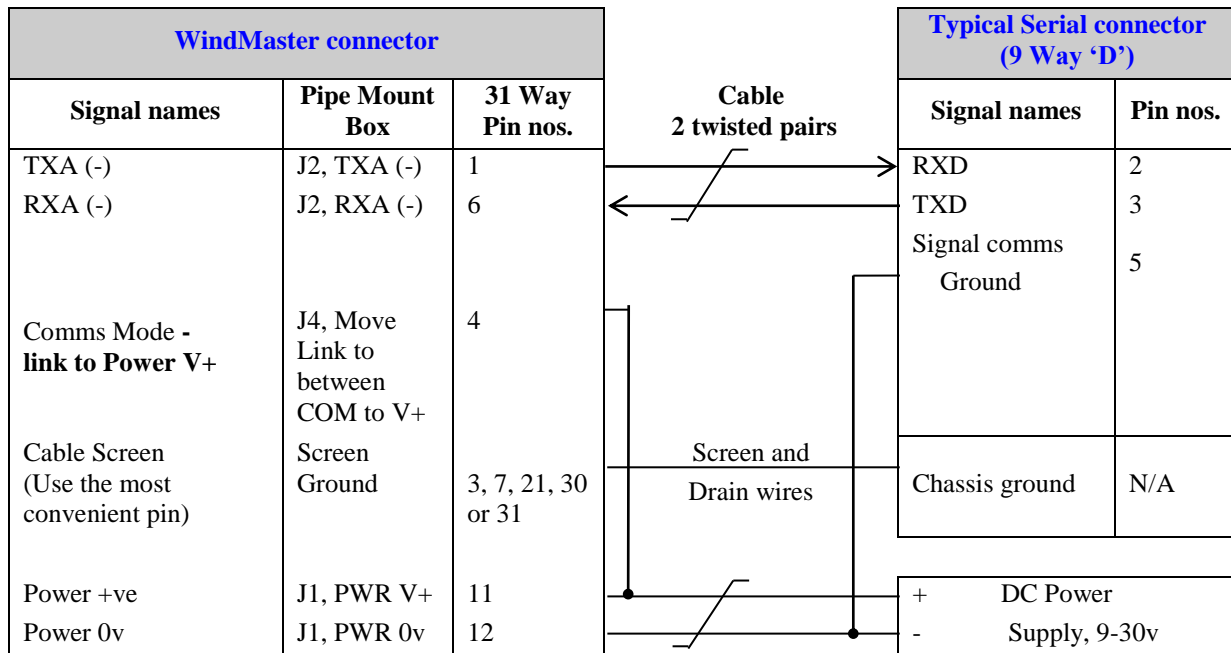 WindMaster connector
Typical Serial connector
(9 Way ‘D’)
Signal names
Pipe Mount
Box
31 Way
Pin nos.
Cable
2 twisted pairs
Signal names
Pin nos.
TXA (-)
J2, TXA (-)
1
RXD
2
RXA (-)
J2, RXA (-)
6
TXD
3
Signal comms
Ground
5
Comms Mode -
link to Power V+
J4, Move
Link to
between
COM to V+
4
Cable Screen
(Use the most
convenient pin)
Screen
Ground
3, 7, 21, 30
or 31
Screen and
Drain wires
Chassis ground
N/A
Power +ve
J1, PWR V+
11
+ DC Power
Power 0v
J1, PWR 0v
12
- Supply, 9-30v